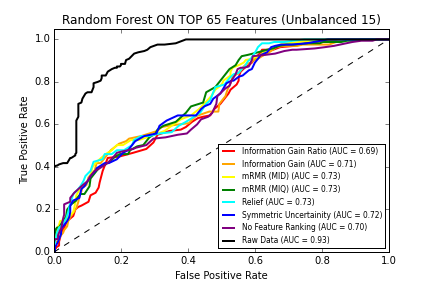 Random Forest ON TOP 65 Features (Unbalanced 15)
True Positive Rate
1.0
0.8
0.6
0.4
0.2
0.0
Information Gain Ratio (AUC = 0.69)
Information Gain (AUC = 0.71)
mRMR (MID) (AUC = 0.73)
mRMR (MIQ) (AUC = 0.73)
Relief (AUC = 0.73)
Symmetric Uncertainity (AUC = 0.72)
No Feature Ranking (AUC = 0.70)
Raw Data (AUC = 0.93)
0.0 0.2 0.4 0.6 0.8 1.0
False Positive Rate